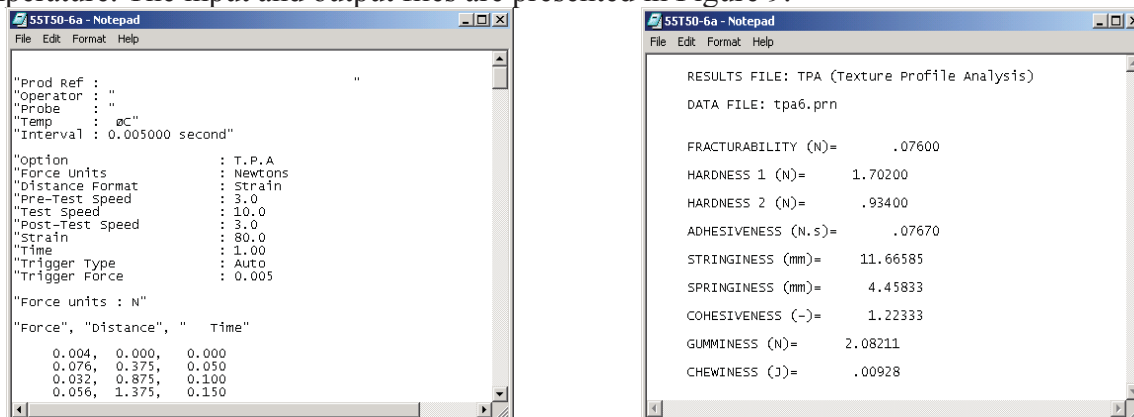 perature. The input and output files are presented in Figure 9.
55T50-6a - Notepad
File Edit Format Help
"Prod Ref : "
"Operator : "
"Probe : "
"Temp : øC"
"Interval : 0.005000 second"
"Option : T.P.A
"Force Units : Newtons
"Distance Format : Strain
"Pre-Test Speed : 3.0
"Test Speed : 10.0
"Post-Test Speed : 3.0
"Strain : 80.0
"Time : 1.00
"Trigger Type : Auto
"Trigger Force : 0.005
"Force units : N"
"Force", "Distance", " Time"
0.004, 0.000, 0.000
0.076, 0.375, 0.050
0.032, 0.875, 0.100
0.056, 1.375, 0.150
55T50-6a - Notepad
File Edit Format Help
RESULTS FILE: TPA (Texture Profile Analysis)
DATA FILE: tpa6.prn
FRACTURABILITY (N)= .07600
HARDNESS 1 (N)= 1.70200
HARDNESS 2 (N)= .93400
ADHESIVENESS (N.s)= .07670
STRINGINESS (mm)= 11.66585
SPRINGINESS (mm)= 4.45833
COHESIVENESS (-)= 1.22333
GUMMINESS (N)= 2.08211
CHEWINESS (J)= .00928